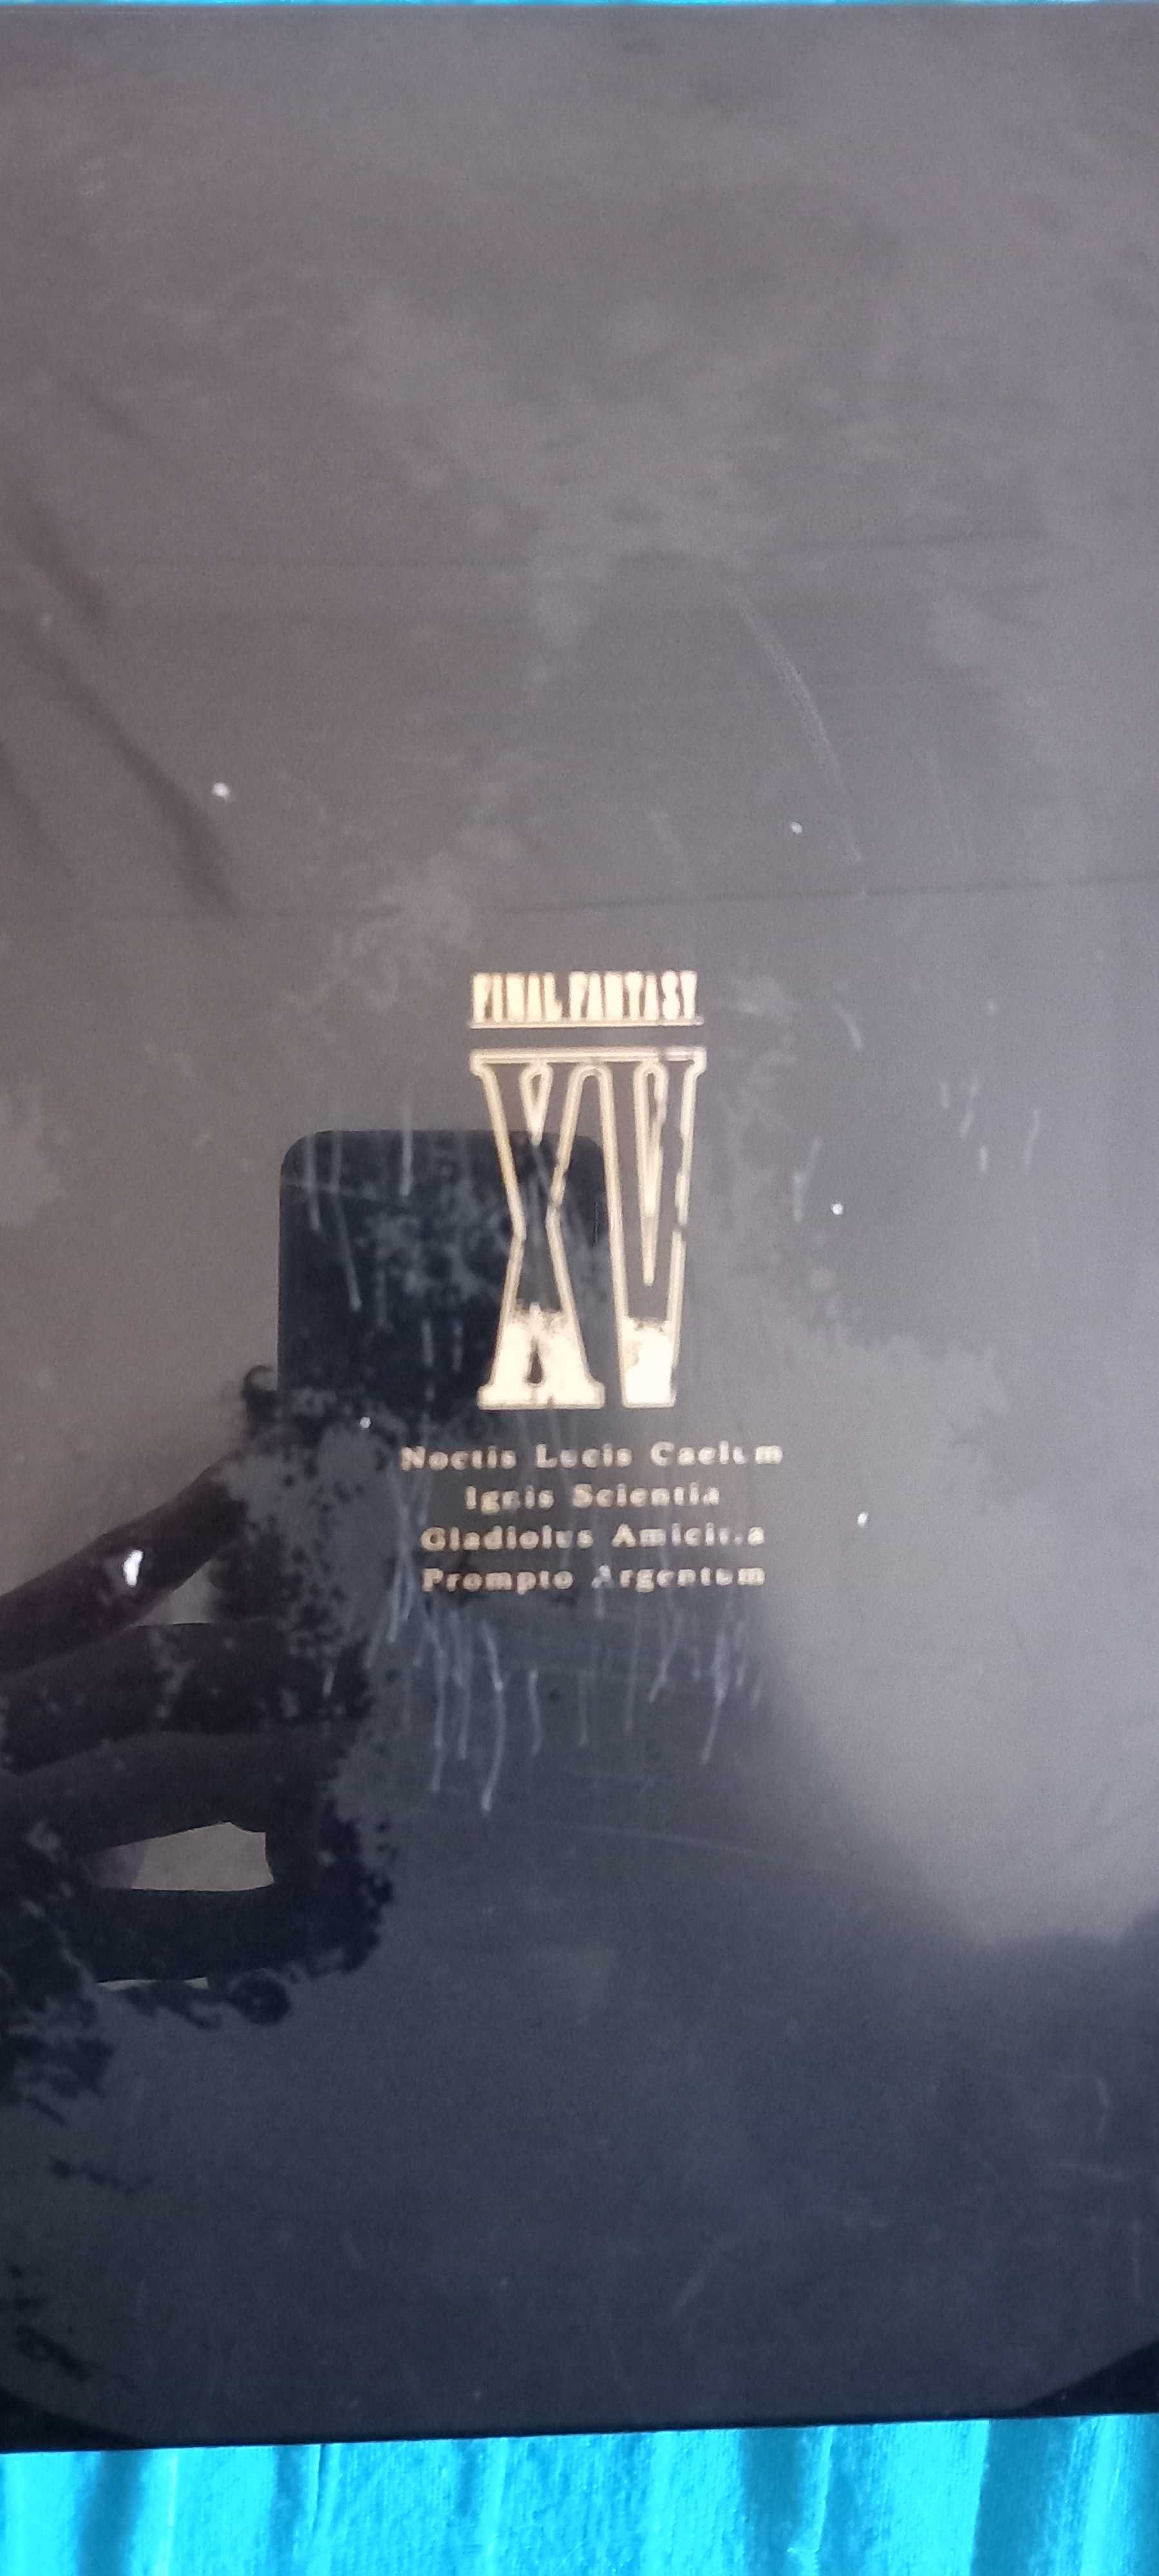 FINAL FANTASY
XV
Noctis Lucis Caelum
Ignis Scientia
Gladiolus Amicitia
Prompto Argentum